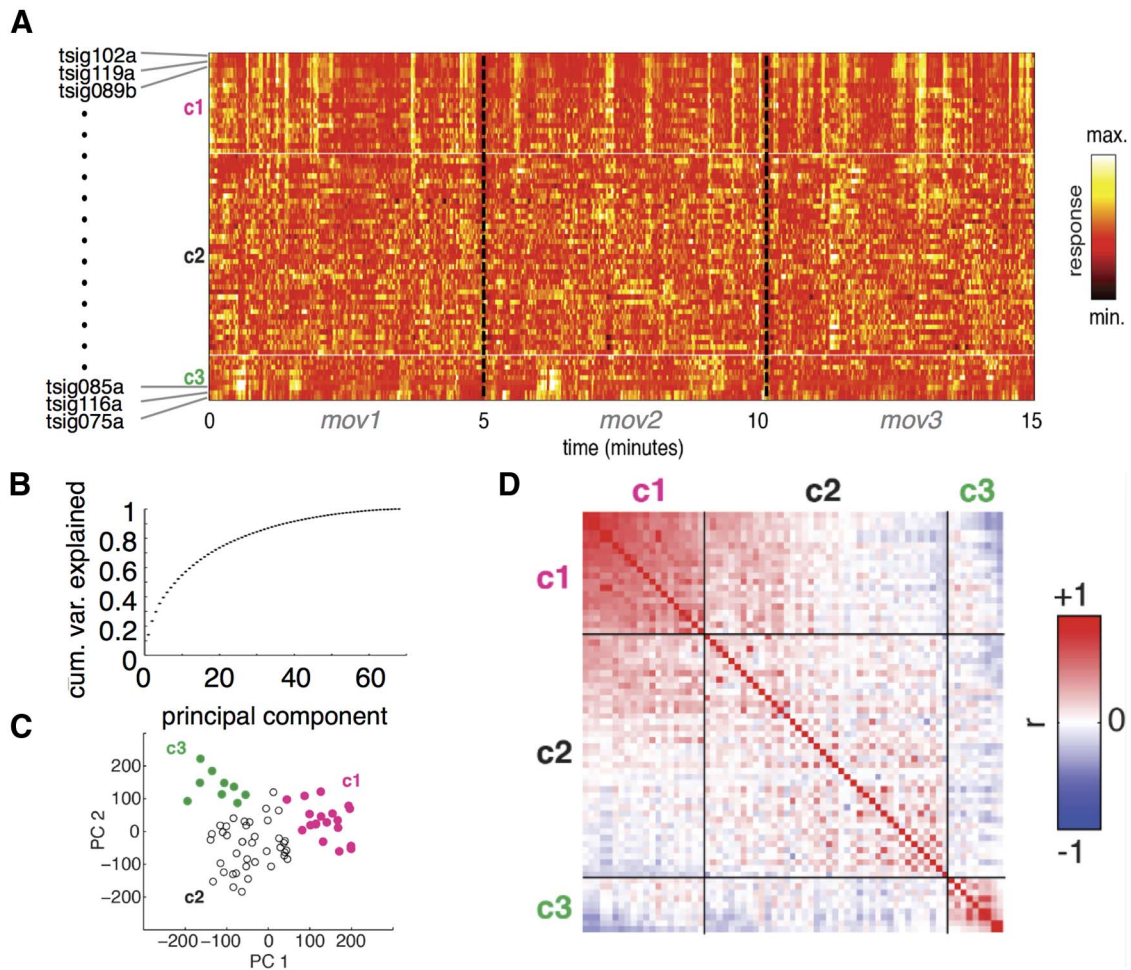 A
tsig102a
tsig119a
tsig089b
c1
c2
c3
tsig085a
tsig116a
tsig075a
0 mov1 5 mov2 10 mov3 15
time (minutes)
max.
response
min.
B
cum. var. explained
1
0.8
0.6
0.4
0.2
0
0 20 40 60
principal component
C
c3
c1
c2
200
100
0
−100
−200
PC 2
−200 −100 0 100 200
PC 1
D
c1 c2 c3
c1
c2
c3
+1
r
0
-1